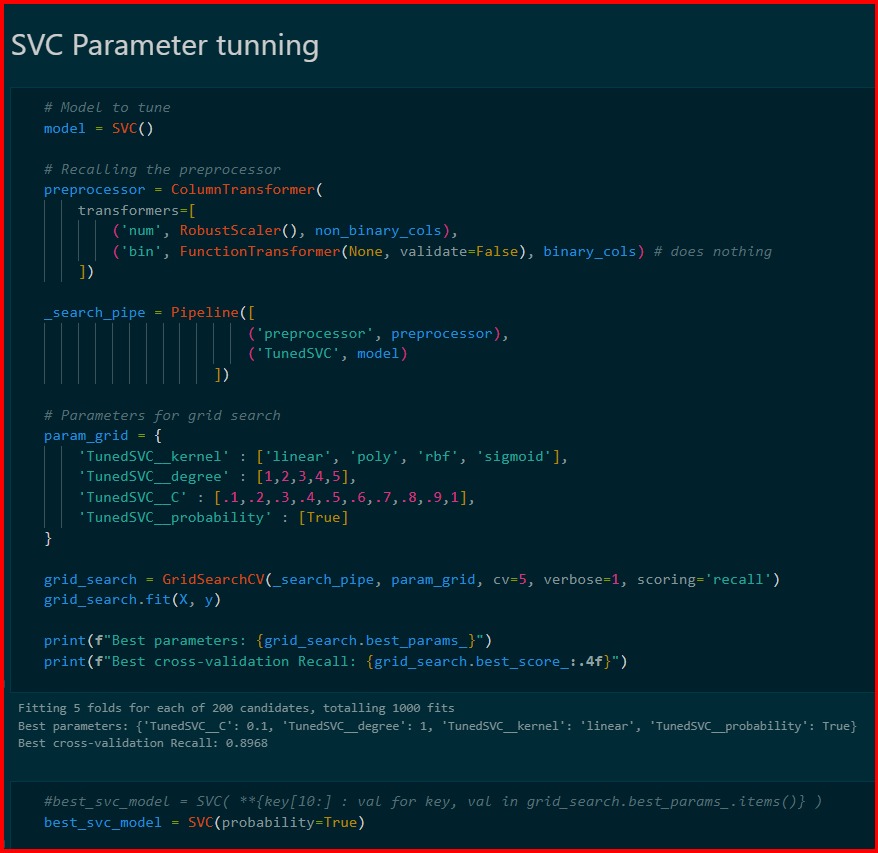 SVC Parameter tunning
# Model to tune
model = SVC()
# Recalling the preprocessor
preprocessor = ColumnTransformer(
transformers=[
('num', RobustScaler(), non_binary_cols),
('bin', FunctionTransformer(None, validate=False), binary_cols) # does nothing
])
_search_pipe = Pipeline([
('preprocessor', preprocessor),
('TunedSVC', model)
])
# Parameters for grid search
param_grid = {
'TunedSVC__kernel' : ['linear', 'poly', 'rbf', 'sigmoid'],
'TunedSVC__degree' : [1,2,3,4,5],
'TunedSVC__C' : [.1,.2,.3,.4,.5,.6,.7,.8,.9,1],
'TunedSVC__probability' : [True]
}
grid_search = GridSearchCV(_search_pipe, param_grid, cv=5, verbose=1, scoring='recall')
grid_search.fit(X, y)
print(f"Best parameters: {grid_search.best_params_}")
print(f"Best cross-validation Recall: {grid_search.best_score_:.4f}")
Fitting 5 folds for each of 200 candidates, totalling 1000 fits
Best parameters: {'TunedSVC__C': 0.1, 'TunedSVC__degree': 1, 'TunedSVC__kernel': 'linear', 'TunedSVC__probability': True}
Best cross-validation Recall: 0.8968
#best_svc_model = SVC( **{key[10:] : val for key, val in grid_search.best_params_.items()} )
best_svc_model = SVC(probability=True)